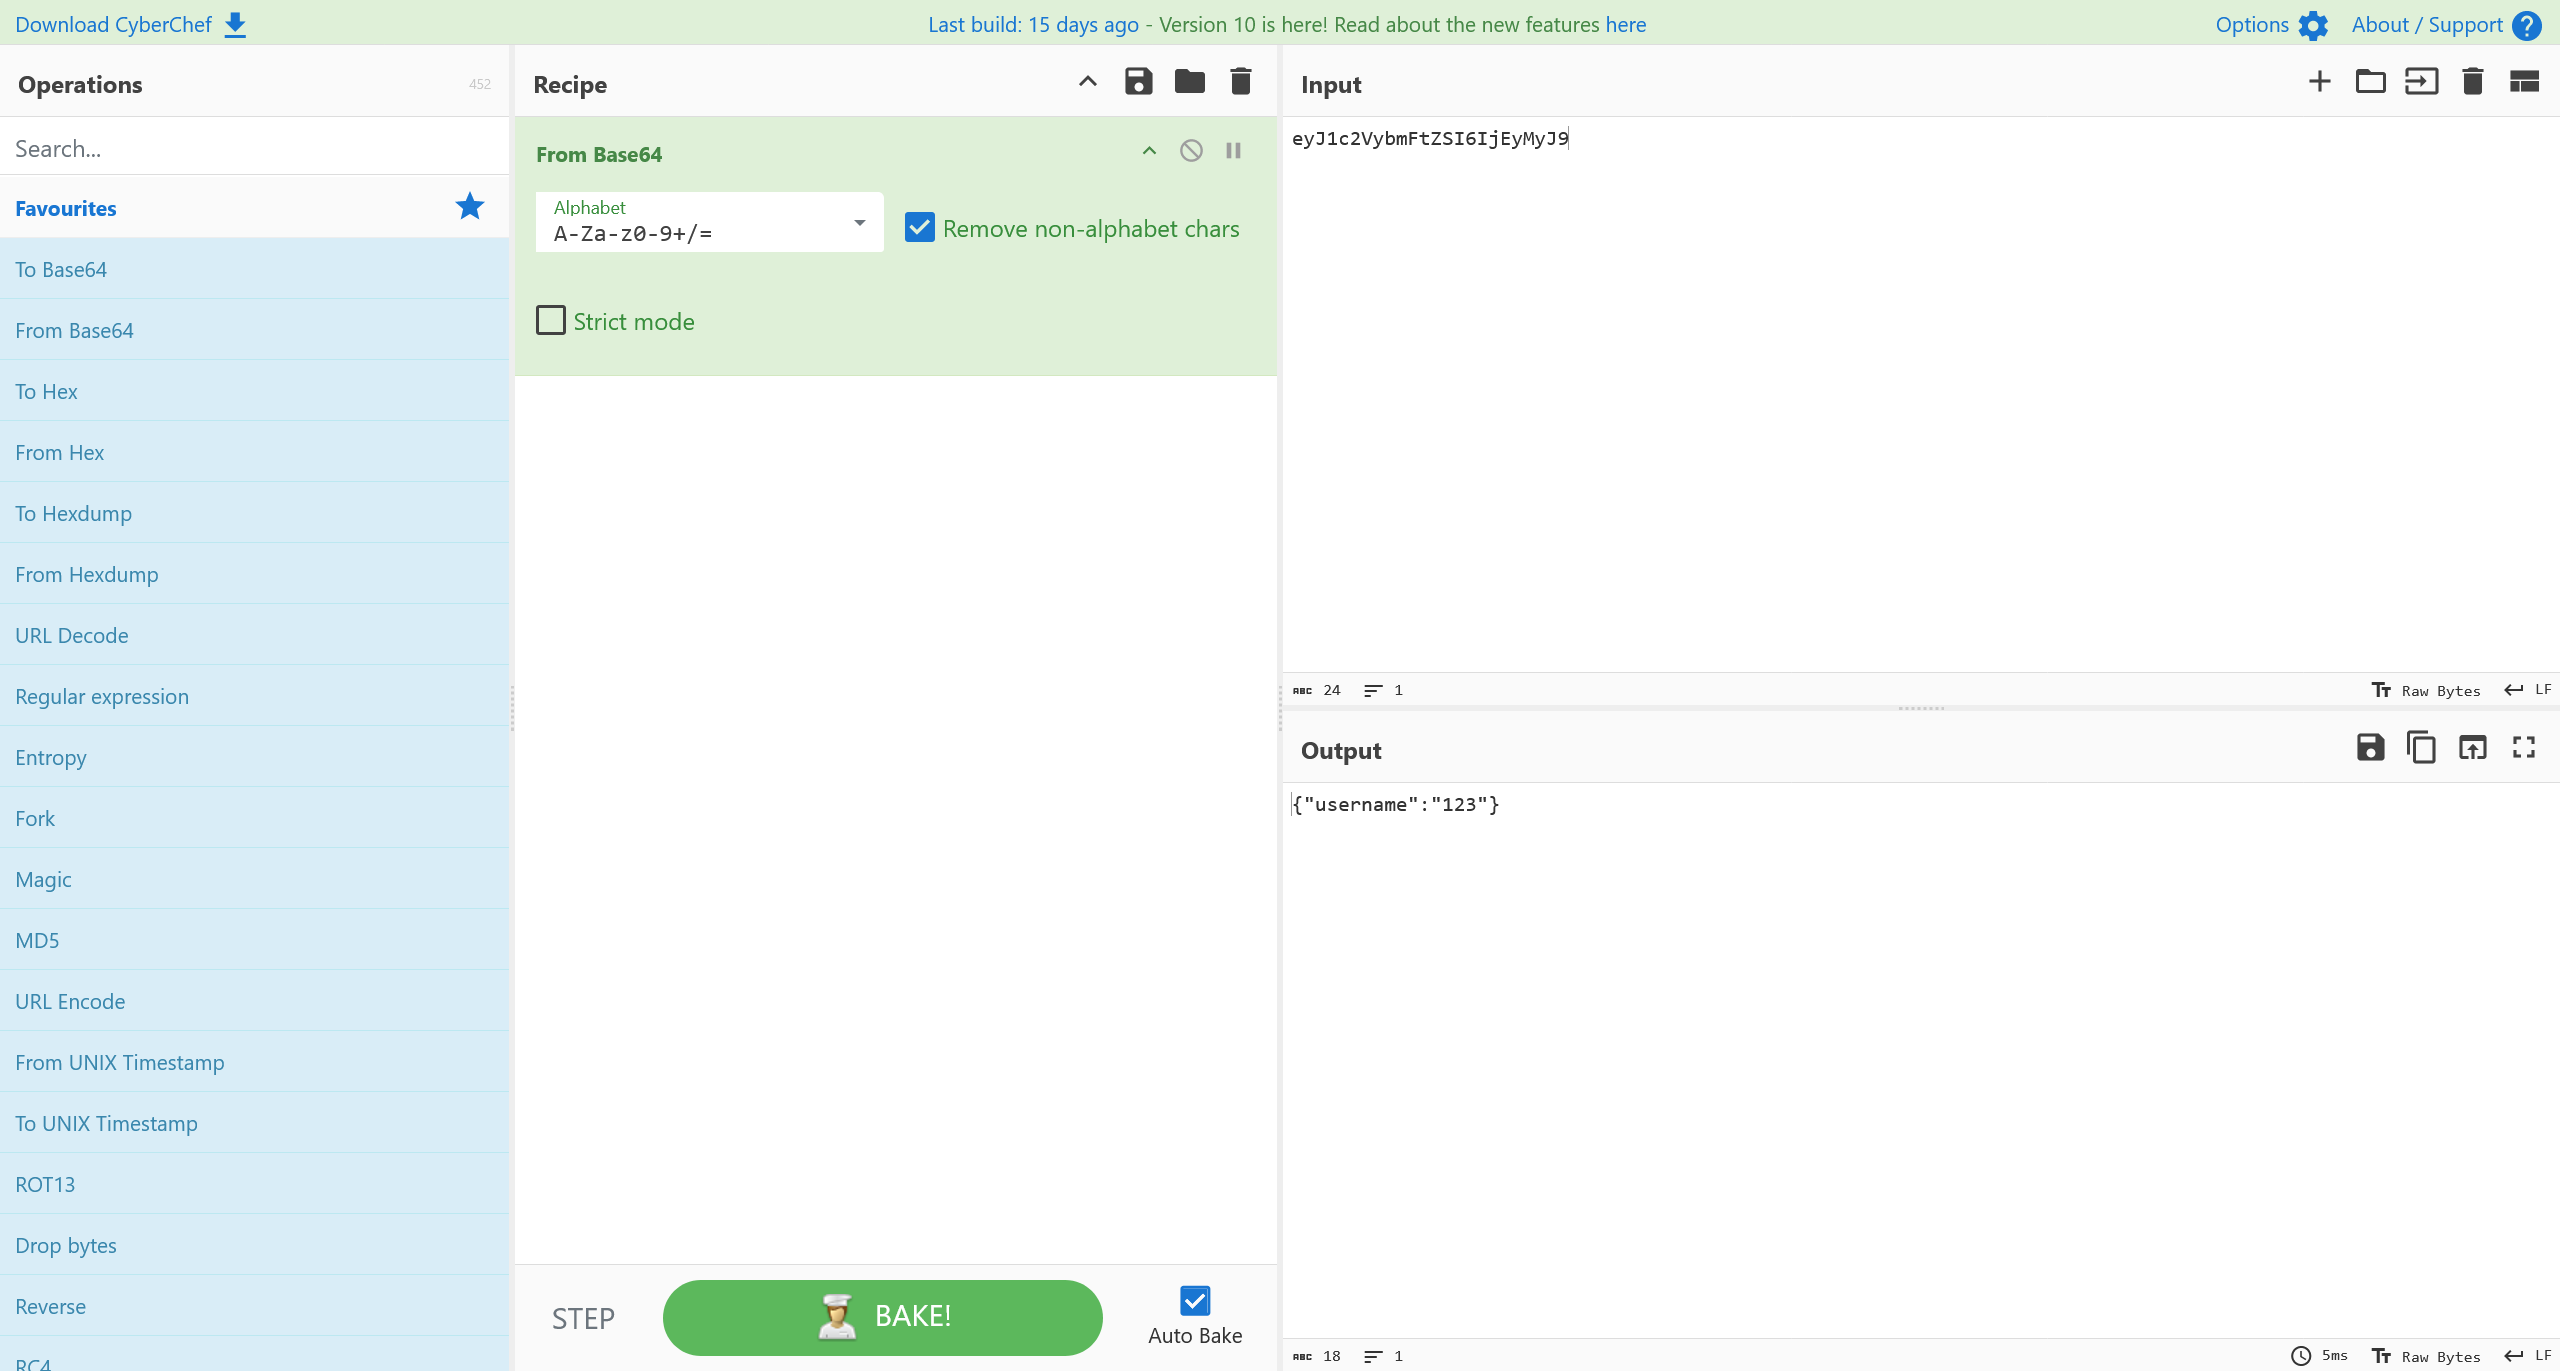 Download CyberChef
Last build: 15 days ago - Version 10 is here! Read about the new features here
Options
About / Support
Operations
452
Search...
Favourites
To Base64
From Base64
To Hex
From Hex
To Hexdump
From Hexdump
URL Decode
Regular expression
Entropy
Fork
Magic
MD5
URL Encode
From UNIX Timestamp
To UNIX Timestamp
ROT13
Drop bytes
Reverse
RC4
Recipe
From Base64
Alphabet
A-Za-z0-9+/=
Remove non-alphabet chars
Strict mode
STEP
BAKE!
Auto Bake
Input
eyJ1c2VybmFtZSI6IjEyMyJ9
ABC 24 1
Raw Bytes LF
Output
{"username":"123"}
ABC 18 1
5ms Raw Bytes LF